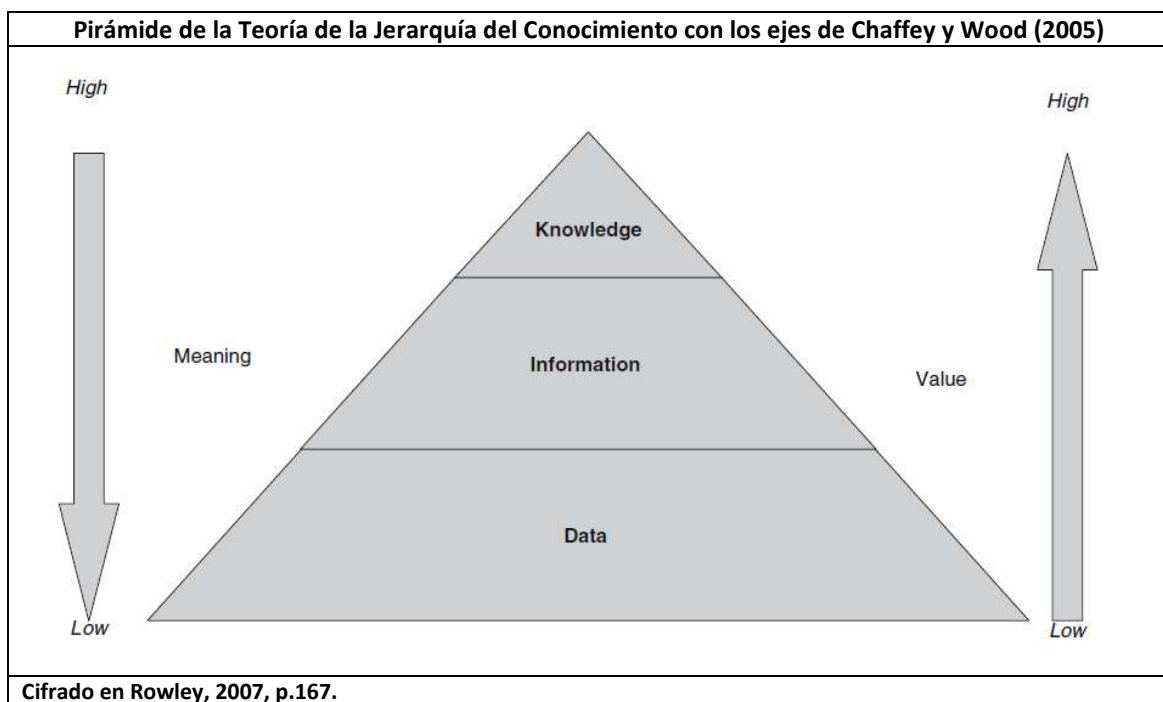 Pirámide de la Teoría de la Jerarquía del Conocimiento con los ejes de Chaffey y Wood (2005)
High
High
Knowledge
Meaning
Information
Value
Data
Low
Low
Cifrado en Rowley, 2007, p.167.